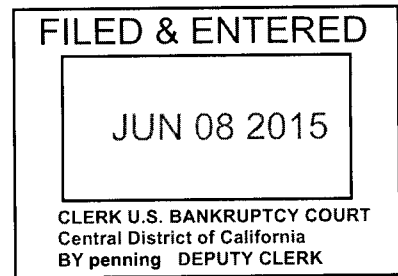 FILED & ENTERED
JUN 08 2015
CLERK U.S. BANKRUPTCY COURT
Central District of California
BY penning DEPUTY CLERK